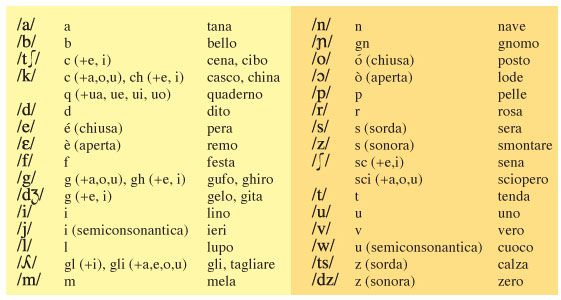 /a/ a tana
/b/ b bello
/tʃ/ c (+e, i) cena, cibo
/k/ c (+a,o,u), ch (+e, i) casco, china
q (+ua, ue, ui, uo) quaderno
/d/ d dito
/e/ é (chiusa) pera
/ɛ/ è (aperta) remo
/f/ f festa
/g/ g (+a,o,u), gh (+e, i) gufo, ghiro
/dʒ/ g (+e, i) gelo, gita
/i/ i lino
/j/ i (semiconsonantica) ieri
/l/ l lupo
/ʎ/ gl (+i), gli (+a,e,o,u) gli, tagliare
/m/ m mela
/n/ n nave
/ɲ/ gn gnomo
/o/ ó (chiusa) posto
/ɔ/ ò (aperta) lode
/p/ p pelle
/r/ r rosa
/s/ s (sorda) sera
/z/ s (sonora) smontare
/ʃ/ sc (+e,i) sena
sci (+a,o,u) sciopero
/t/ t tenda
/u/ u uno
/v/ v vero
/w/ u (semiconsonantica) cuoco
/ts/ z (sorda) calza
/dz/ z (sonora) zero